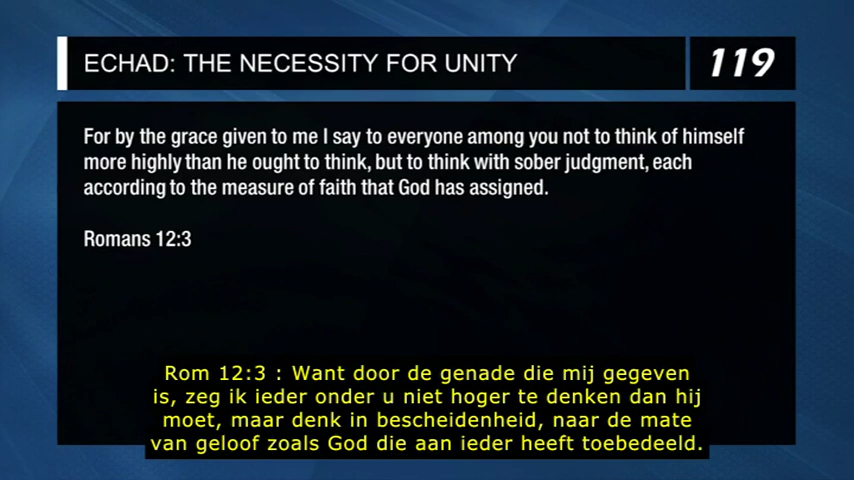 ECHAD: THE NECESSITY FOR UNITY
119
For by the grace given to me I say to everyone among you not to think of himself
more highly than he ought to think, but to think with sober judgment, each
according to the measure of faith that God has assigned.
Romans 12:3
Rom 12:3 : Want door de genade die mij gegeven
is, zeg ik ieder onder u niet hoger te denken dan hij
moet, maar denk in bescheidenheid, naar de mate
van geloof zoals God die aan ieder heeft toebedeeld.